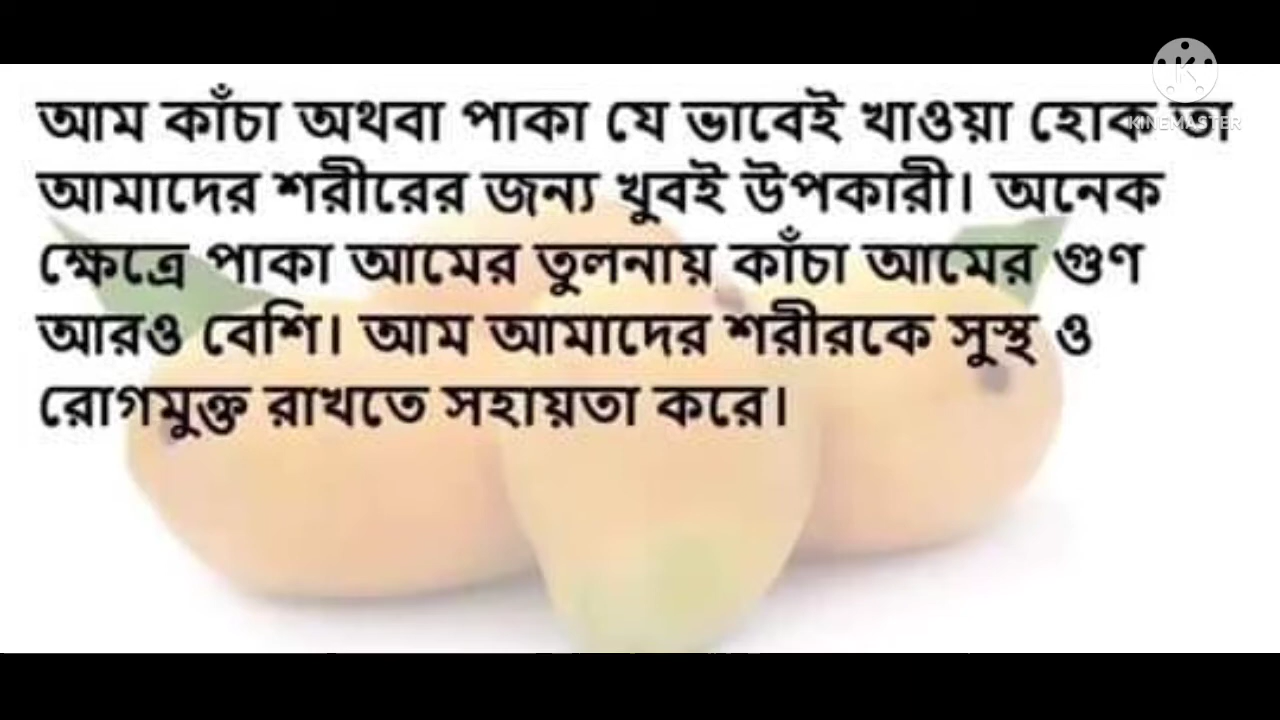 আম কাঁচা অথবা পাকা যে ভাবেই খাওয়া হোক তা
আমাদের শরীরের জন্য খুবই উপকারী। অনেক
ক্ষেত্রে পাকা আমের তুলনায় কাঁচা আমের গুণ
আরও বেশি। আম আমাদের শরীরকে সুস্থ ও
রোগমুক্ত রাখতে সহায়তা করে।
K
KINEMASTER